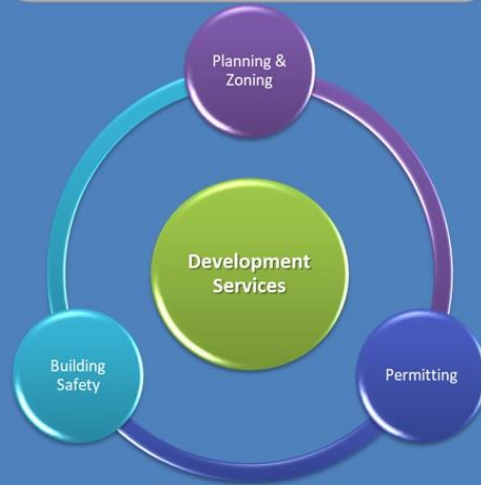 Planning &
Zoning
Development
Services
Building
Safety
Permitting